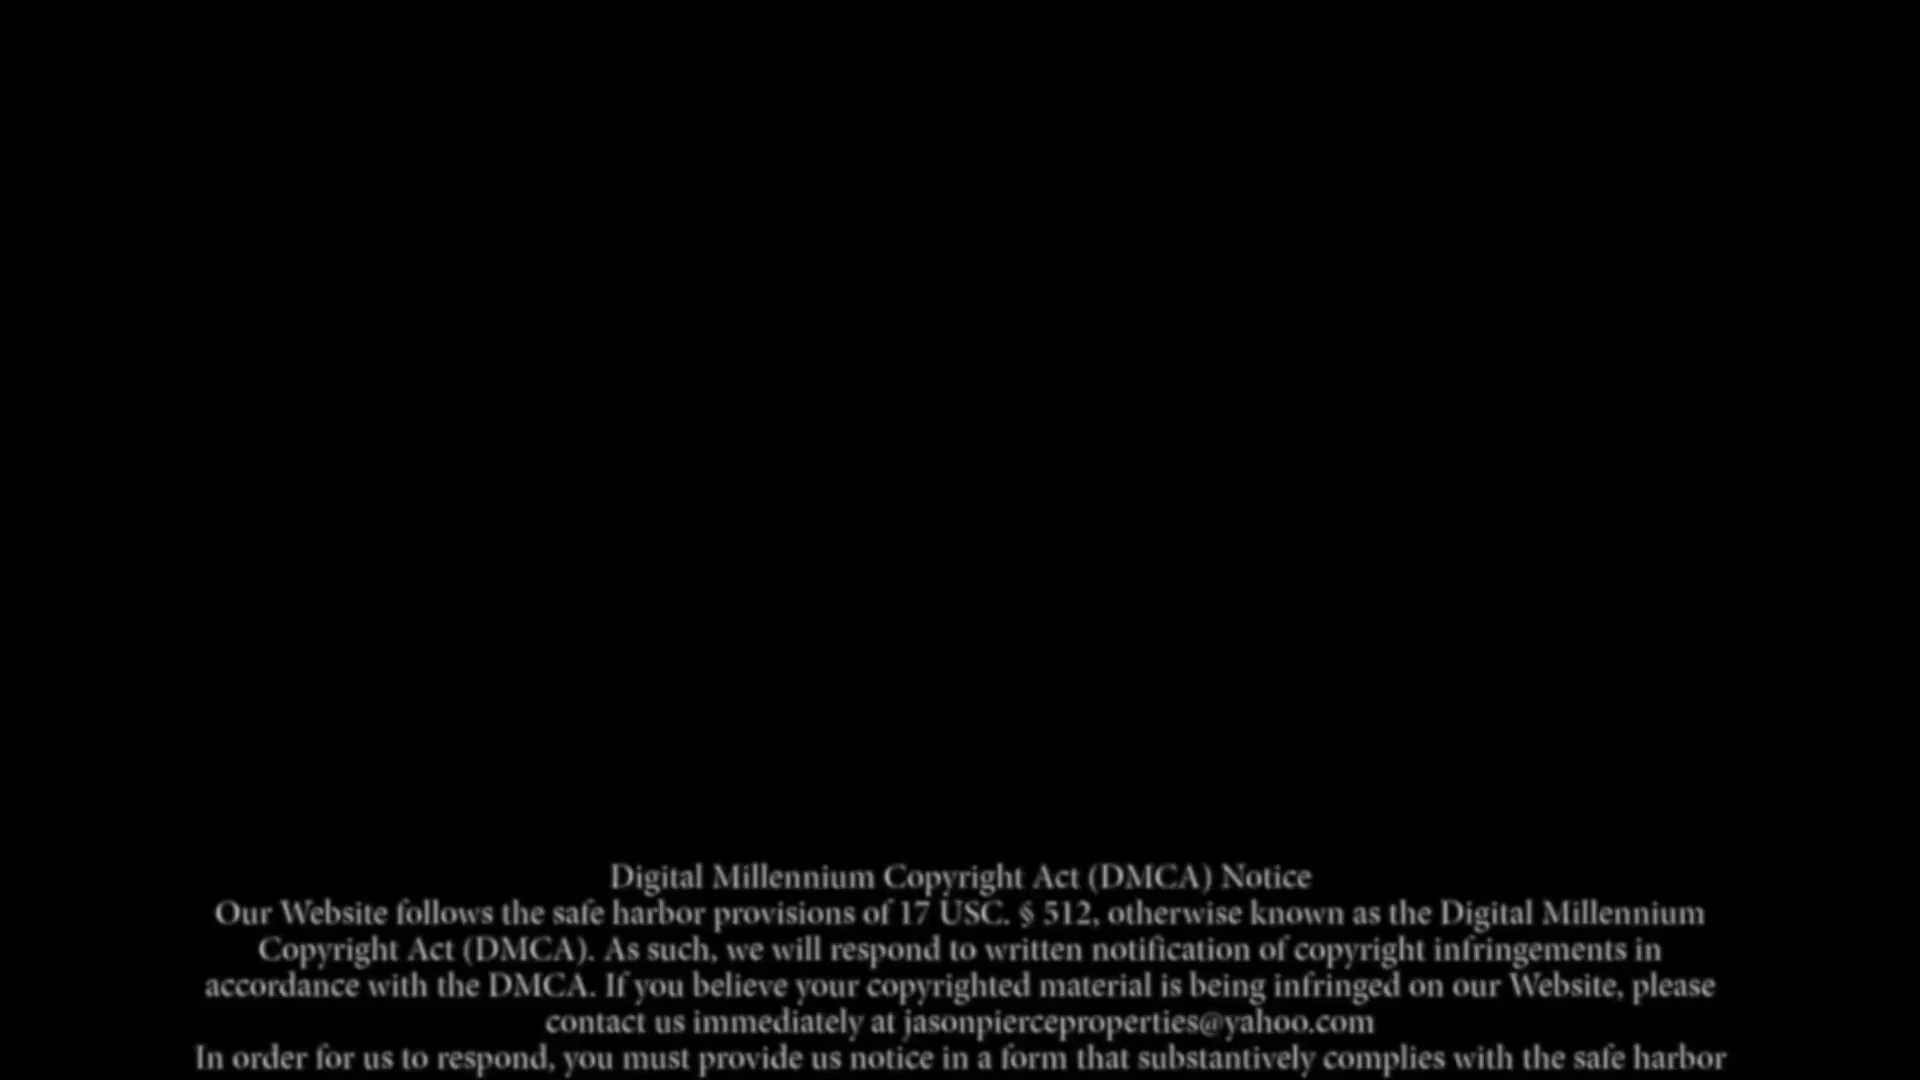 Digital Millennium Copyright Act (DMCA) Notice
Our Website follows the safe harbor provisions of 17 USC. § 512, otherwise known as the Digital Millennium
Copyright Act (DMCA). As such, we will respond to written notification of copyright infringements in
accordance with the DMCA. If you believe your copyrighted material is being infringed on our Website, please
contact us immediately at jasonpierceproperties@yahoo.com
In order for us to respond, you must provide us notice in a form that substantively complies with the safe harbor